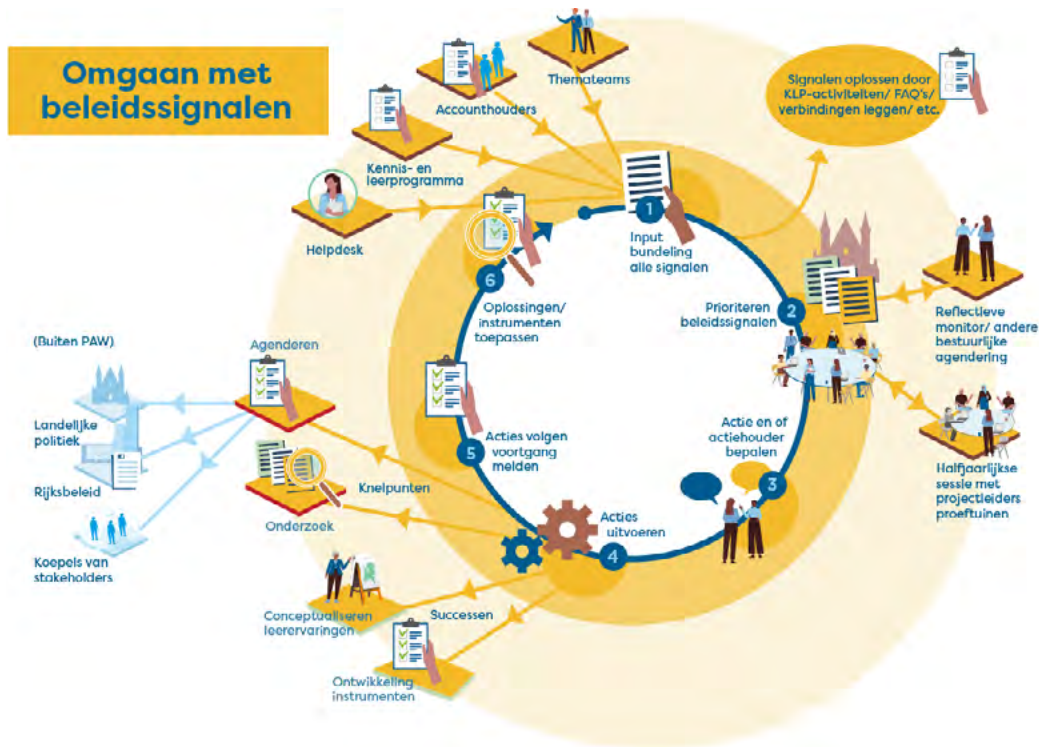 Omgaan met
beleidssignalen
Themateams
Accounthouders
Kennis- en
leerprogramma
Helpdesk
Signalen oplossen door
KLP-activiteiten/ FAQ's/
verbindingen leggen/ etc.
1
Input
bundeling
alle signalen
2
Prioriteren
beleidssignalen
Reflectieve
monitor/ andere
bestuurlijke
agendering
Halfjaarlijkse
sessie met
projectleiders
proeftuinen
3
Actie en of
actiehouder
bepalen
4
Acties
uitvoeren
5
Acties volgen
voortgang
melden
6
Oplossingen/
instrumenten
toepassen
Agenderen
Knelpunten
Onderzoek
(Buiten PAW)
Landelijke
politiek
Rijksbeleid
Koepels van
stakeholders
Successen
Conceptualiseren
leerervaringen
Ontwikkeling
instrumenten